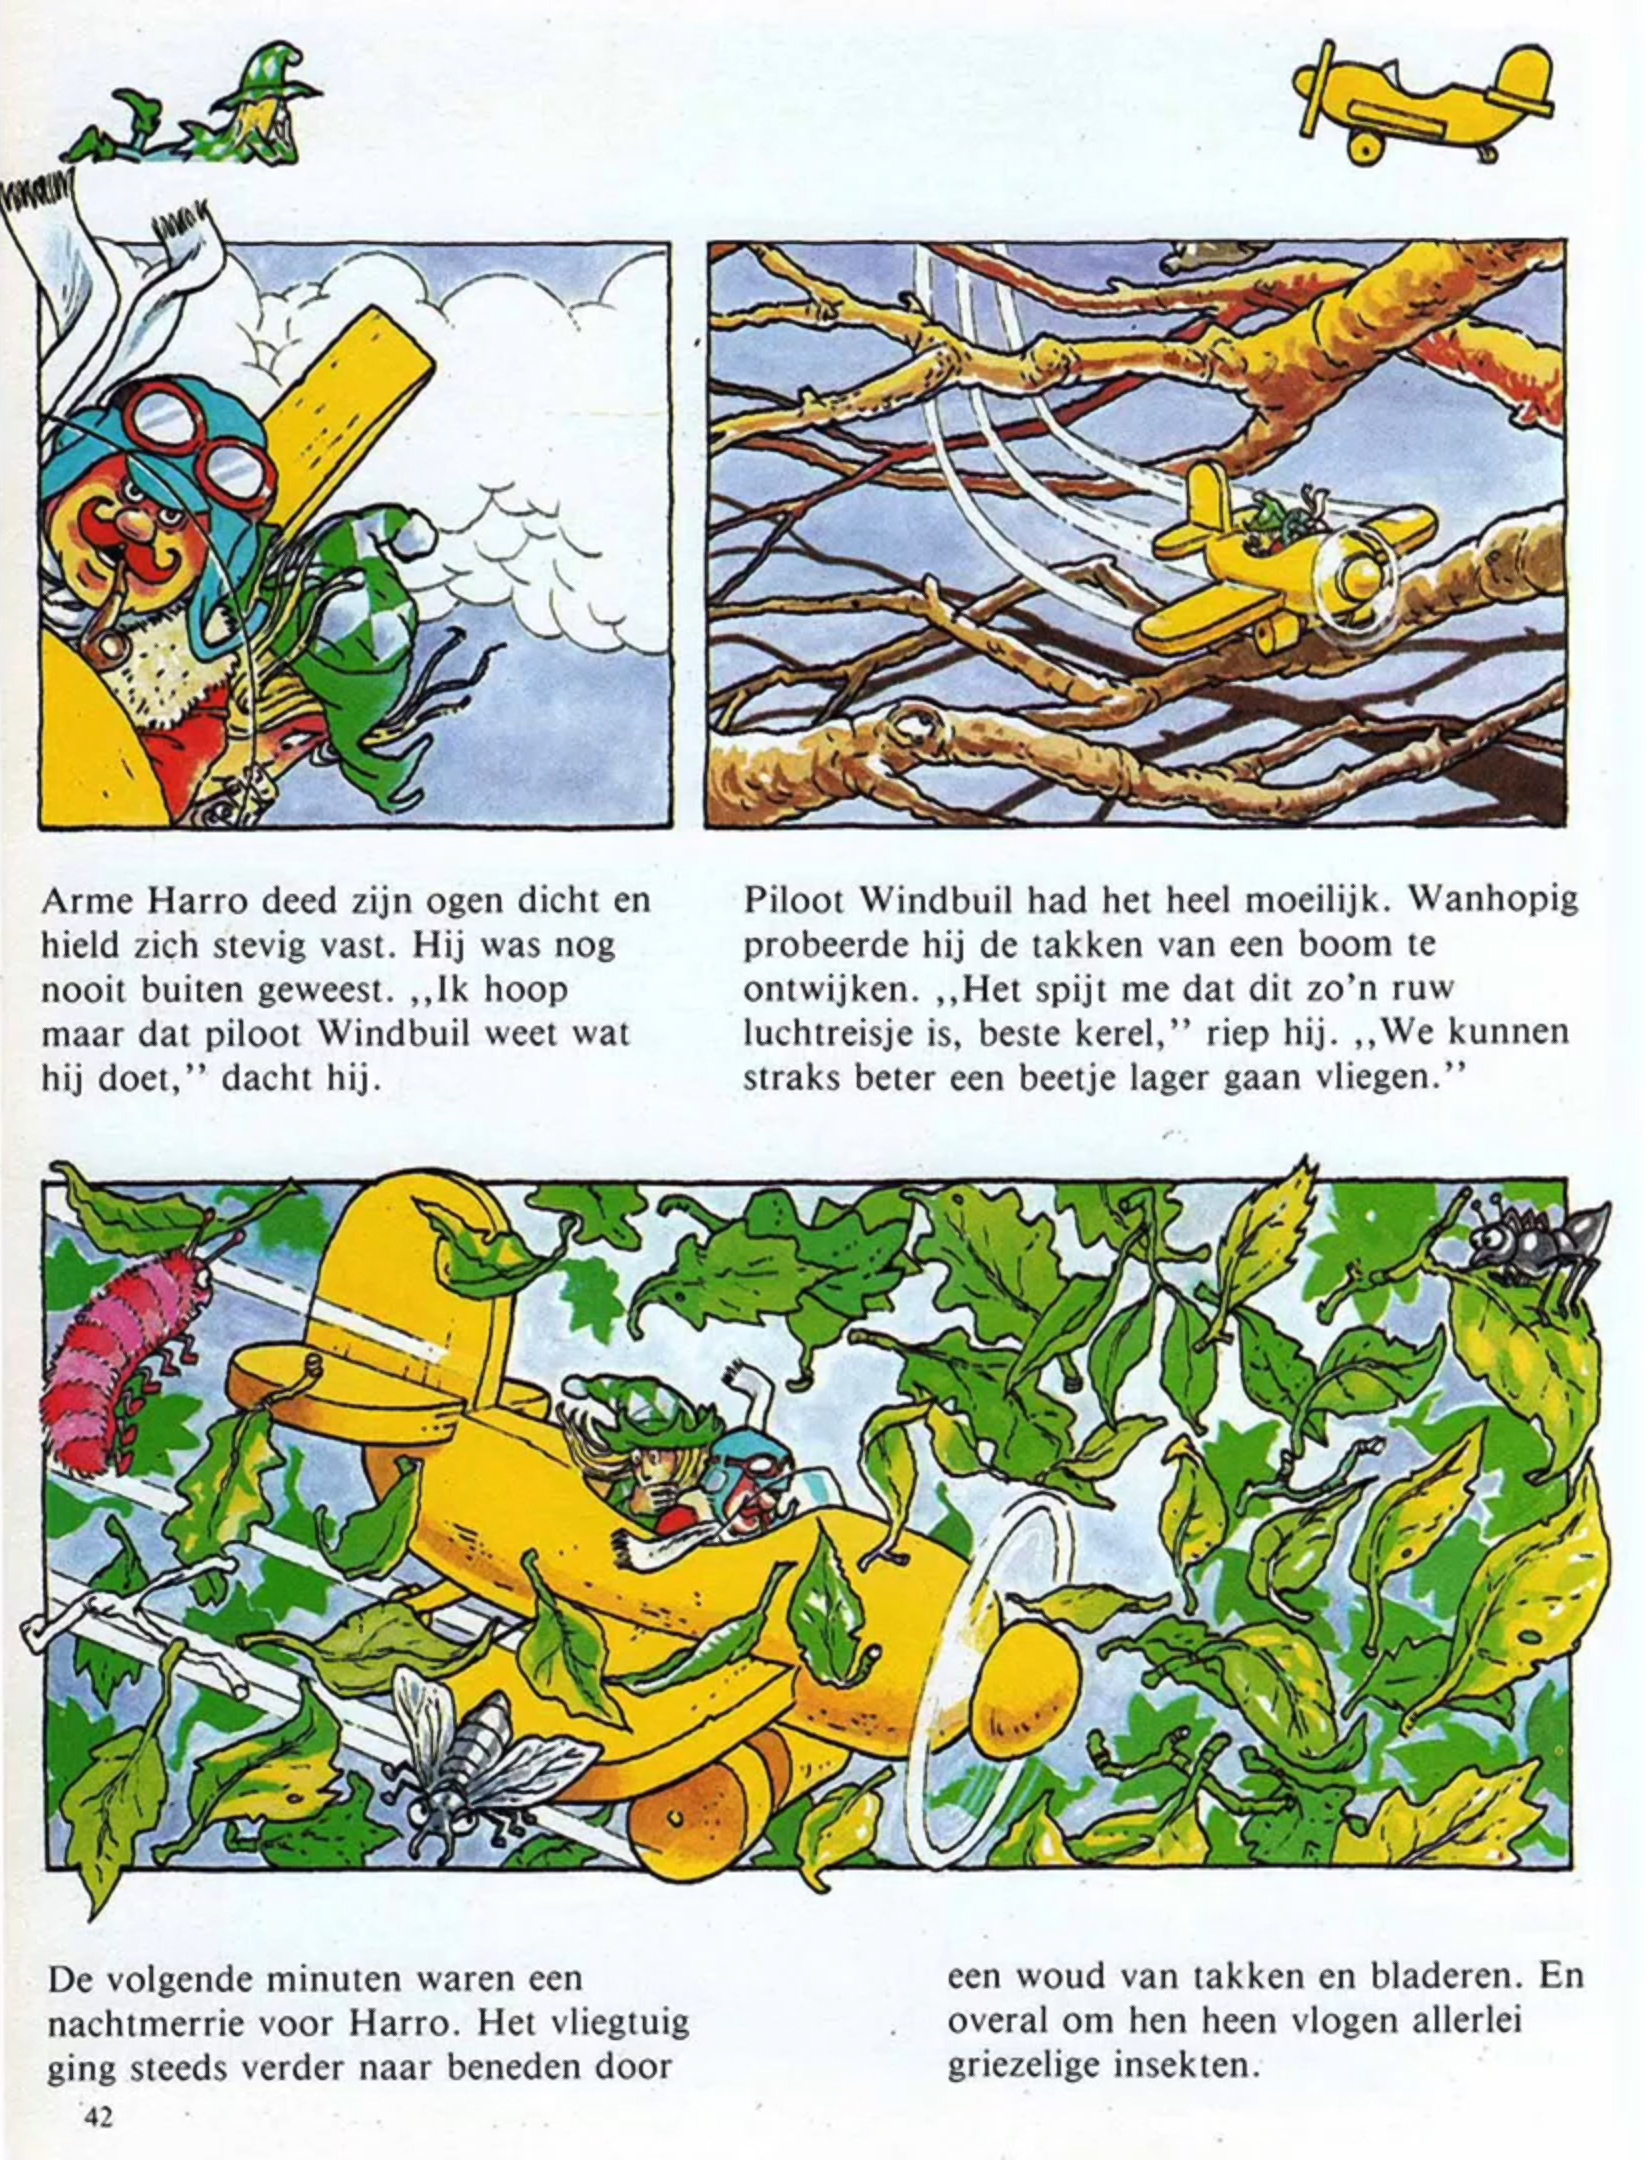 Arme Harro deed zijn ogen dicht en
hield zich stevig vast. Hij was nog
nooit buiten geweest. ,,Ik hoop
maar dat piloot Windbuil weet wat
hij doet,’’ dacht hij.
Piloot Windbuil had het heel moeilijk. Wanhopig
probeerde hij de takken van een boom te
ontwijken. ,,Het spijt me dat dit zo’n ruw
luchtreisje is, beste kerel,’’ riep hij. ,,We kunnen
straks beter een beetje lager gaan vliegen.’’
De volgende minuten waren een
nachtmerrie voor Harro. Het vliegtuig
ging steeds verder naar beneden door
een woud van takken en bladeren. En
overal om hen heen vlogen allerlei
griezelige insekten.
42